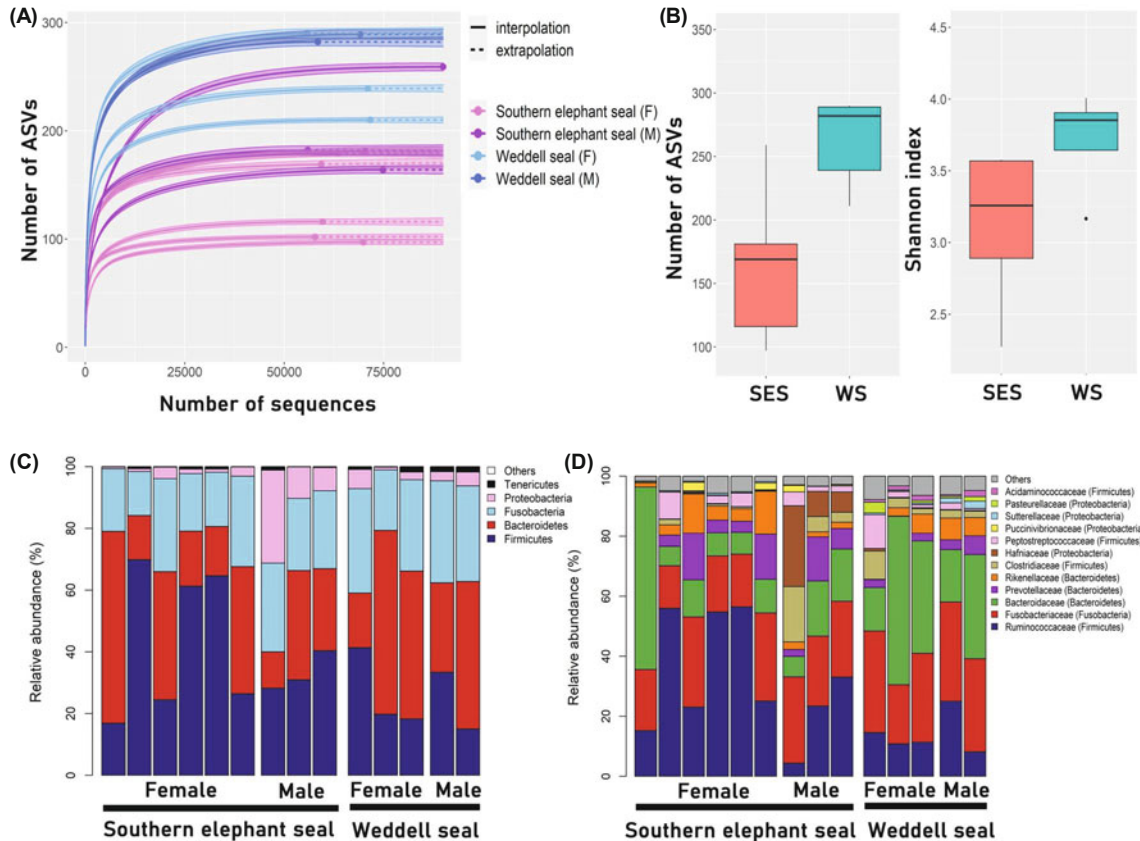 (A)
300
200
100
0
Number of ASVs
0 25000 50000 75000
Number of sequences
interpolation
extrapolation
Southern elephant seal (F)
Southern elephant seal (M)
Weddell seal (F)
Weddell seal (M)
(B)
350
300
250
200
150
100
Number of ASVs
SES WS
4.5
4.0
3.5
3.0
2.5
Shannon index
SES WS
(C)
100
80
60
40
20
0
Relative abundance (%)
Others
Tenericutes
Proteobacteria
Fusobacteria
Bacteroidetes
Firmicutes
Female Male Female Male
Southern elephant seal Weddell seal
(D)
100
80
60
40
20
0
Relative abundance (%)
Others
Acidaminococcaceae (Firmicutes)
Pasteurellaceae (Proteobacteria)
Sutterellaceae (Proteobacteria)
Puccinivibrionaceae (Proteobacteria)
Peptostreptococcaceae (Firmicutes)
Hafniaceae (Proteobacteria)
Clostridiaceae (Firmicutes)
Rikenellaceae (Bacteroidetes)
Prevotellaceae (Bacteroidetes)
Bacteroidaceae (Bacteroidetes)
Fusobacteriaceae (Fusobacteria)
Ruminococcaceae (Firmicutes)
Female Male Female Male
Southern elephant seal Weddell seal